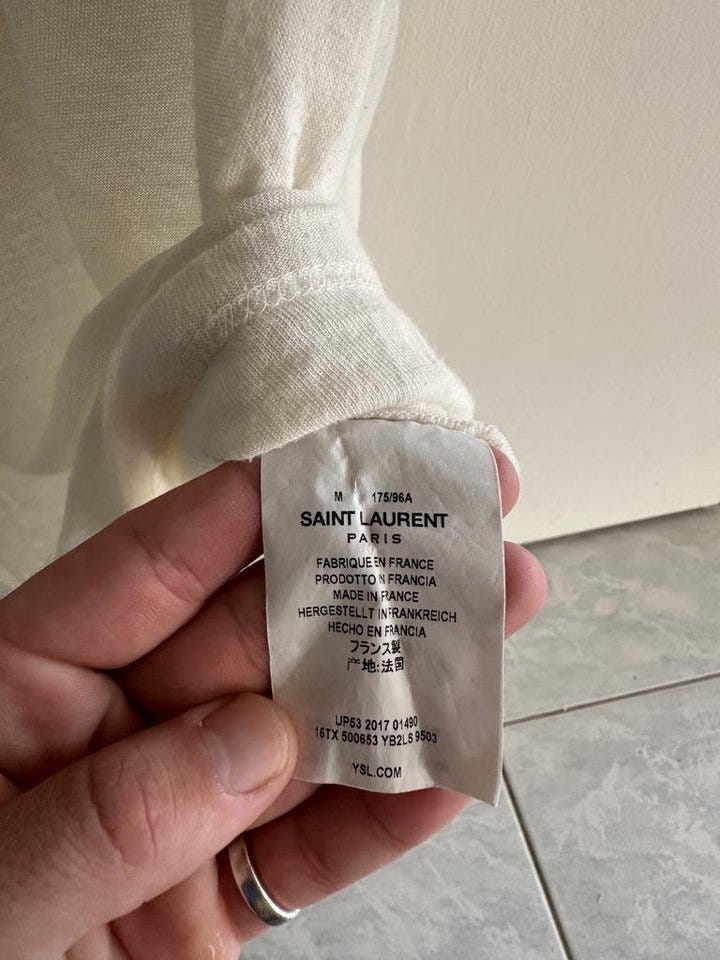 M 175/96A
SAINT LAURENT
PARIS
FABRIQUE EN FRANCE
PRODOTTO IN FRANCIA
MADE IN FRANCE
HERGESTELLT IN FRANKREICH
HECHO EN FRANCIA
フランス製
产地:法国
UP53 2017 01490
16TX 500653 YB2LS 9503
YSL.COM